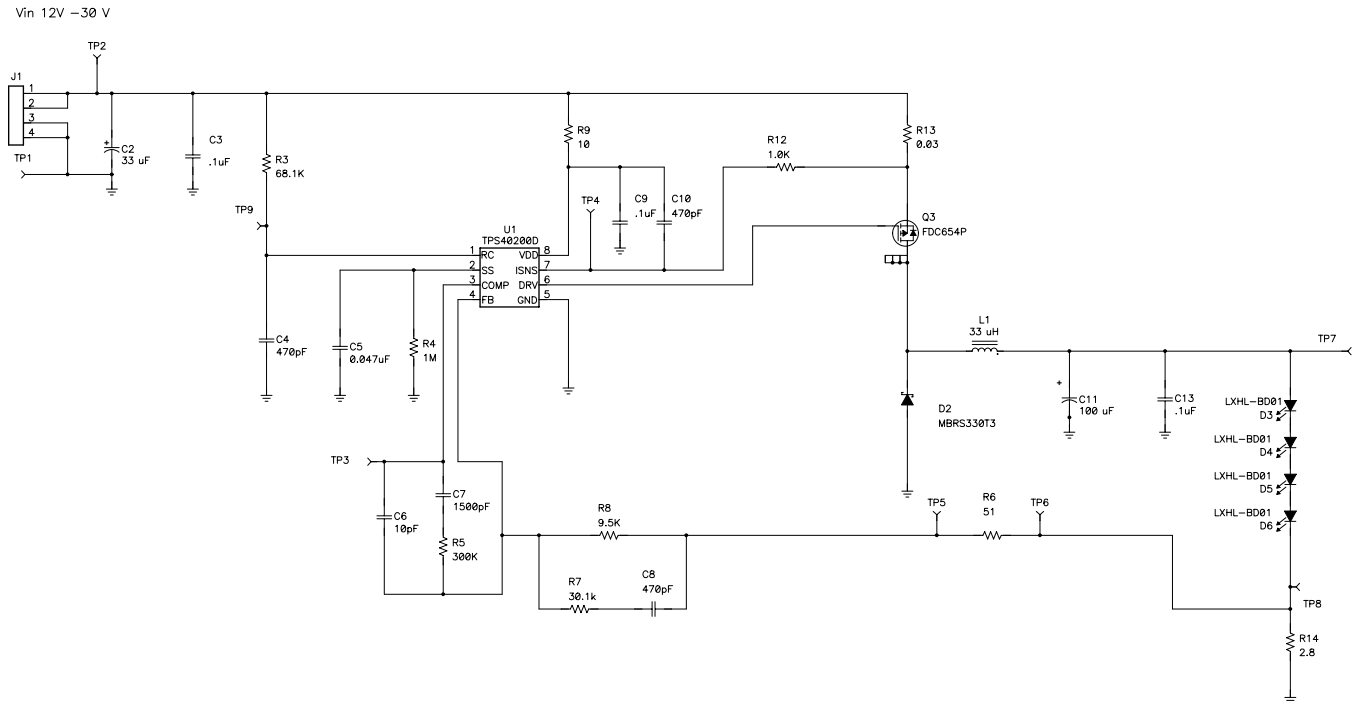 Vin 12V -30 V
TP2
J1
1
2
3
4
TP1
+
C2
33 uF
C3
.1uF
R3
68.1K
TP9
R9
10
C9
.1uF
C10
470pF
TP4
R12
1.0K
R13
0.03
Q3
FDC654P
U1
TPS40200D
1 RC VDD 8
2 SS ISNS 7
3 COMP DRV 6
4 FB GND 5
C4
470pF
C5
0.047uF
R4
1M
L1
33 uH
TP7
D2
MBRS330T3
+
C11
100 uF
C13
.1uF
LXHL-BD01
D3
LXHL-BD01
D4
LXHL-BD01
D5
LXHL-BD01
D6
TP3
C7
1500pF
C6
10pF
R5
300K
R8
9.5K
R7
30.1k
C8
470pF
TP5
R6
51
TP6
TP8
R14
2.8